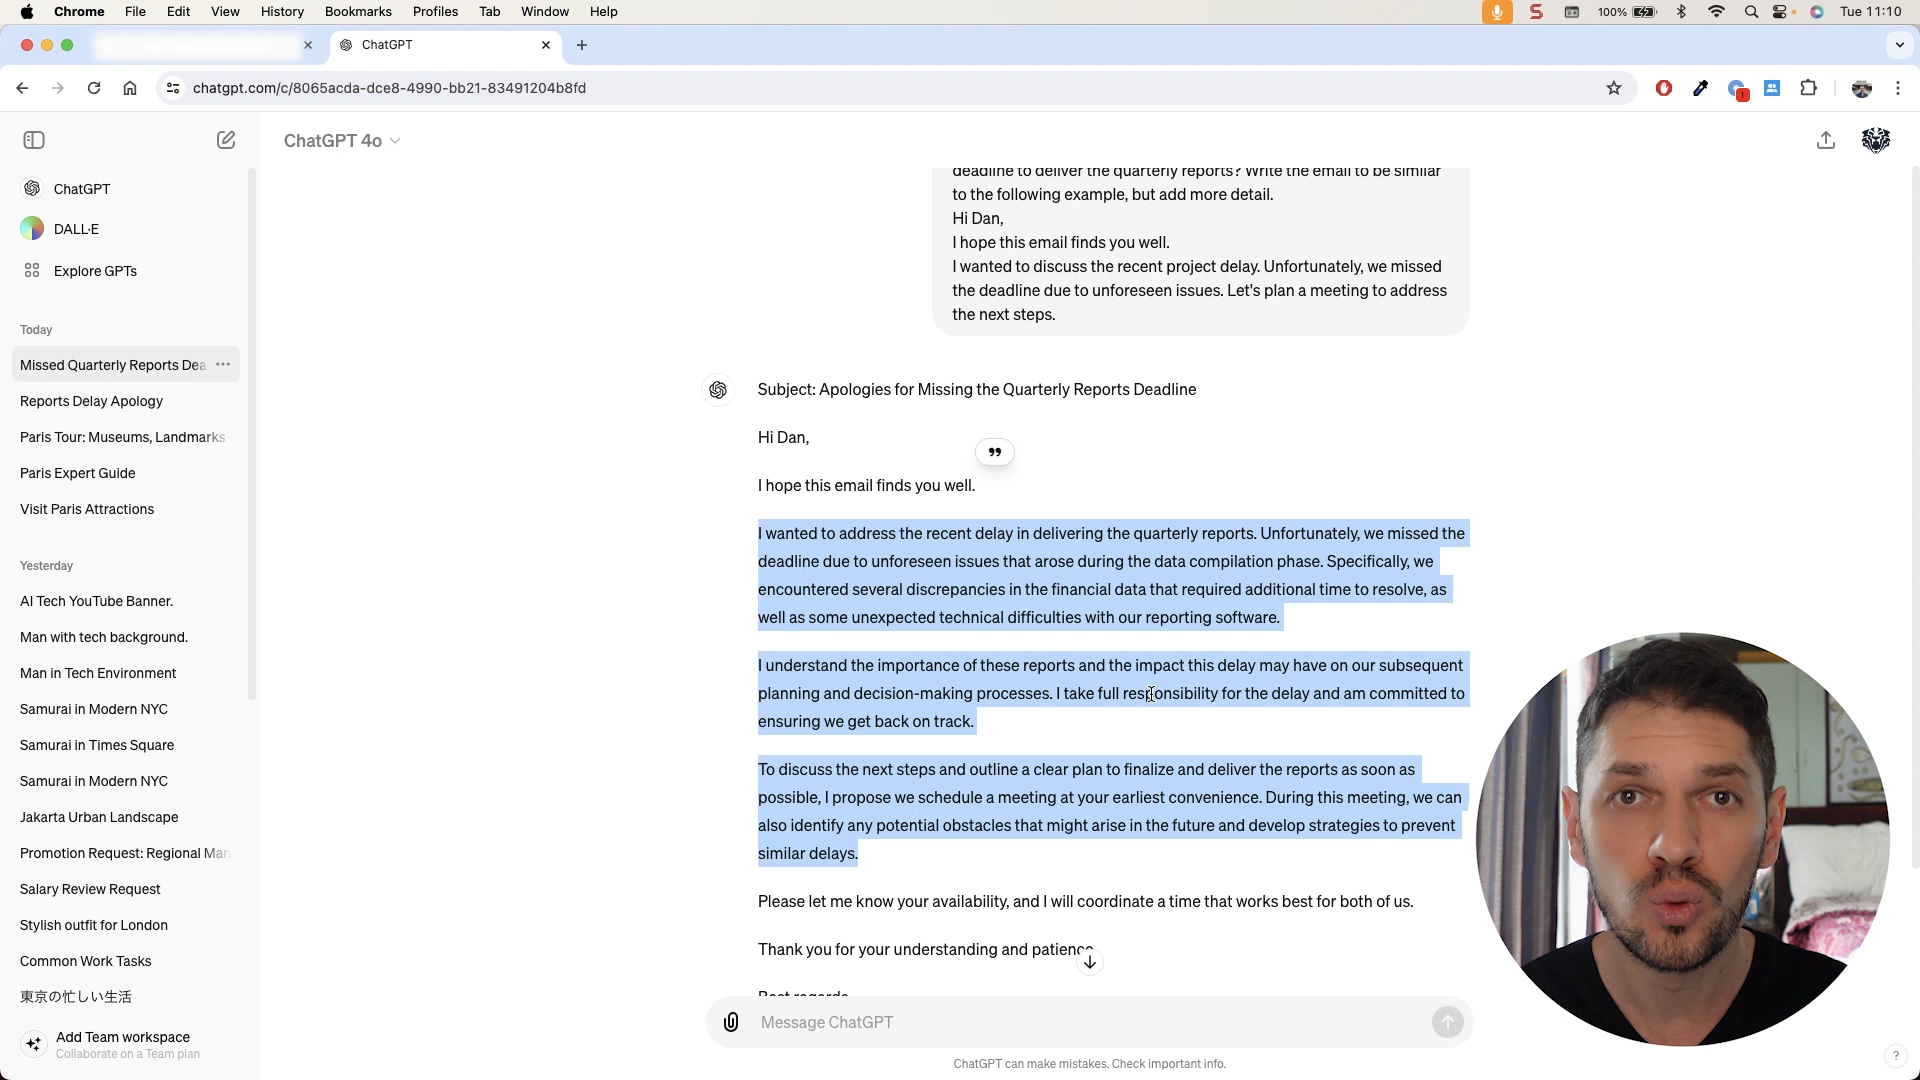 Chrome File Edit View History Bookmarks Profiles Tab Window Help
100%
Tue 11:10
ChatGPT
chatgpt.com/c/8065acda-dce8-4990-bb21-83491204b8fd
ChatGPT 4o
ChatGPT
DALL·E
Explore GPTs
Today
Missed Quarterly Reports Dea
Reports Delay Apology
Paris Tour: Museums, Landmarks
Paris Expert Guide
Visit Paris Attractions
Yesterday
AI Tech YouTube Banner.
Man with tech background.
Man in Tech Environment
Samurai in Modern NYC
Samurai in Times Square
Samurai in Modern NYC
Jakarta Urban Landscape
Promotion Request: Regional Man
Salary Review Request
Stylish outfit for London
Common Work Tasks
東京の忙しい生活
Add Team workspace
Collaborate on a Team plan
deadline to deliver the quarterly reports? Write the email to be similar
to the following example, but add more detail.
Hi Dan,
I hope this email finds you well.
I wanted to discuss the recent project delay. Unfortunately, we missed
the deadline due to unforeseen issues. Let's plan a meeting to address
the next steps.
Subject: Apologies for Missing the Quarterly Reports Deadline
Hi Dan,
I hope this email finds you well.
I wanted to address the recent delay in delivering the quarterly reports. Unfortunately, we missed the
deadline due to unforeseen issues that arose during the data compilation phase. Specifically, we
encountered several discrepancies in the financial data that required additional time to resolve, as
well as some unexpected technical difficulties with our reporting software.
I understand the importance of these reports and the impact this delay may have on our subsequent
planning and decision-making processes. I take full responsibility for the delay and am committed to
ensuring we get back on track.
To discuss the next steps and outline a clear plan to finalize and deliver the reports as soon as
possible, I propose we schedule a meeting at your earliest convenience. During this meeting, we can
also identify any potential obstacles that might arise in the future and develop strategies to prevent
similar delays.
Please let me know your availability, and I will coordinate a time that works best for both of us.
Thank you for your understanding and patience
Best regards
Message ChatGPT
ChatGPT can make mistakes. Check important info.
?